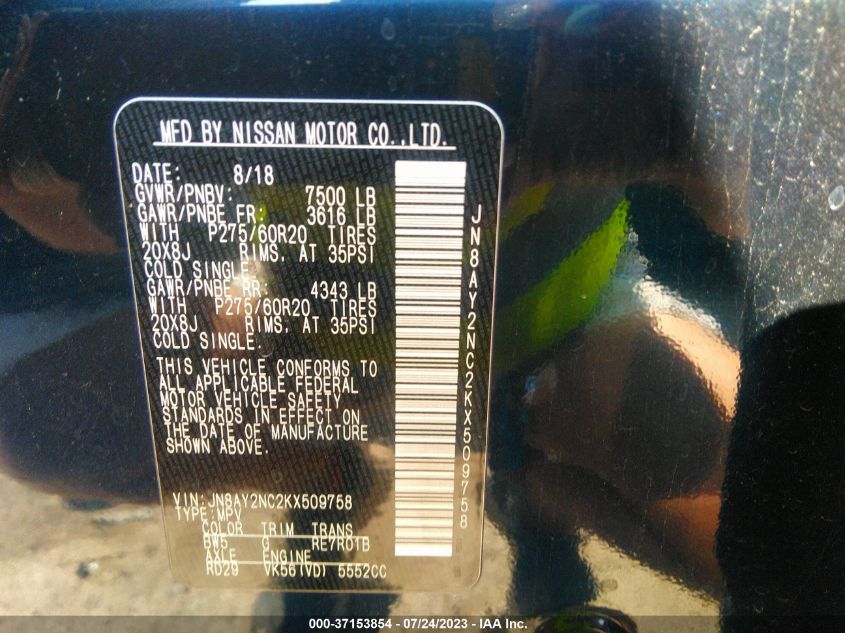 MFD BY NISSAN MOTOR CO.,LTD.
DATE: 8/18
GVWR/PNBV: 7500 LB
GAWR/PNBE FR: 3616 LB
WITH P275/60R20 TIRES
20X8J RIMS, AT 35PSI
COLD SINGLE.
GAWR/PNBE RR: 4343 LB
WITH P275/60R20 TIRES
20X8J RIMS, AT 35PSI
COLD SINGLE.
THIS VEHICLE CONFORMS TO
ALL APPLICABLE FEDERAL
MOTOR VEHICLE SAFETY
STANDARDS IN EFFECT ON
THE DATE OF MANUFACTURE
SHOWN ABOVE.
VIN:JN8AY2NC2KX509758
TYPE:MPV
COLOR TRIM TRANS
BW5 G RE7R01B
AXLE ENGINE
RD29 VK56(VD) 5552CC
JN8AY2NC2KX509758
000-37153854 - 07/24/2023 - IAA Inc.